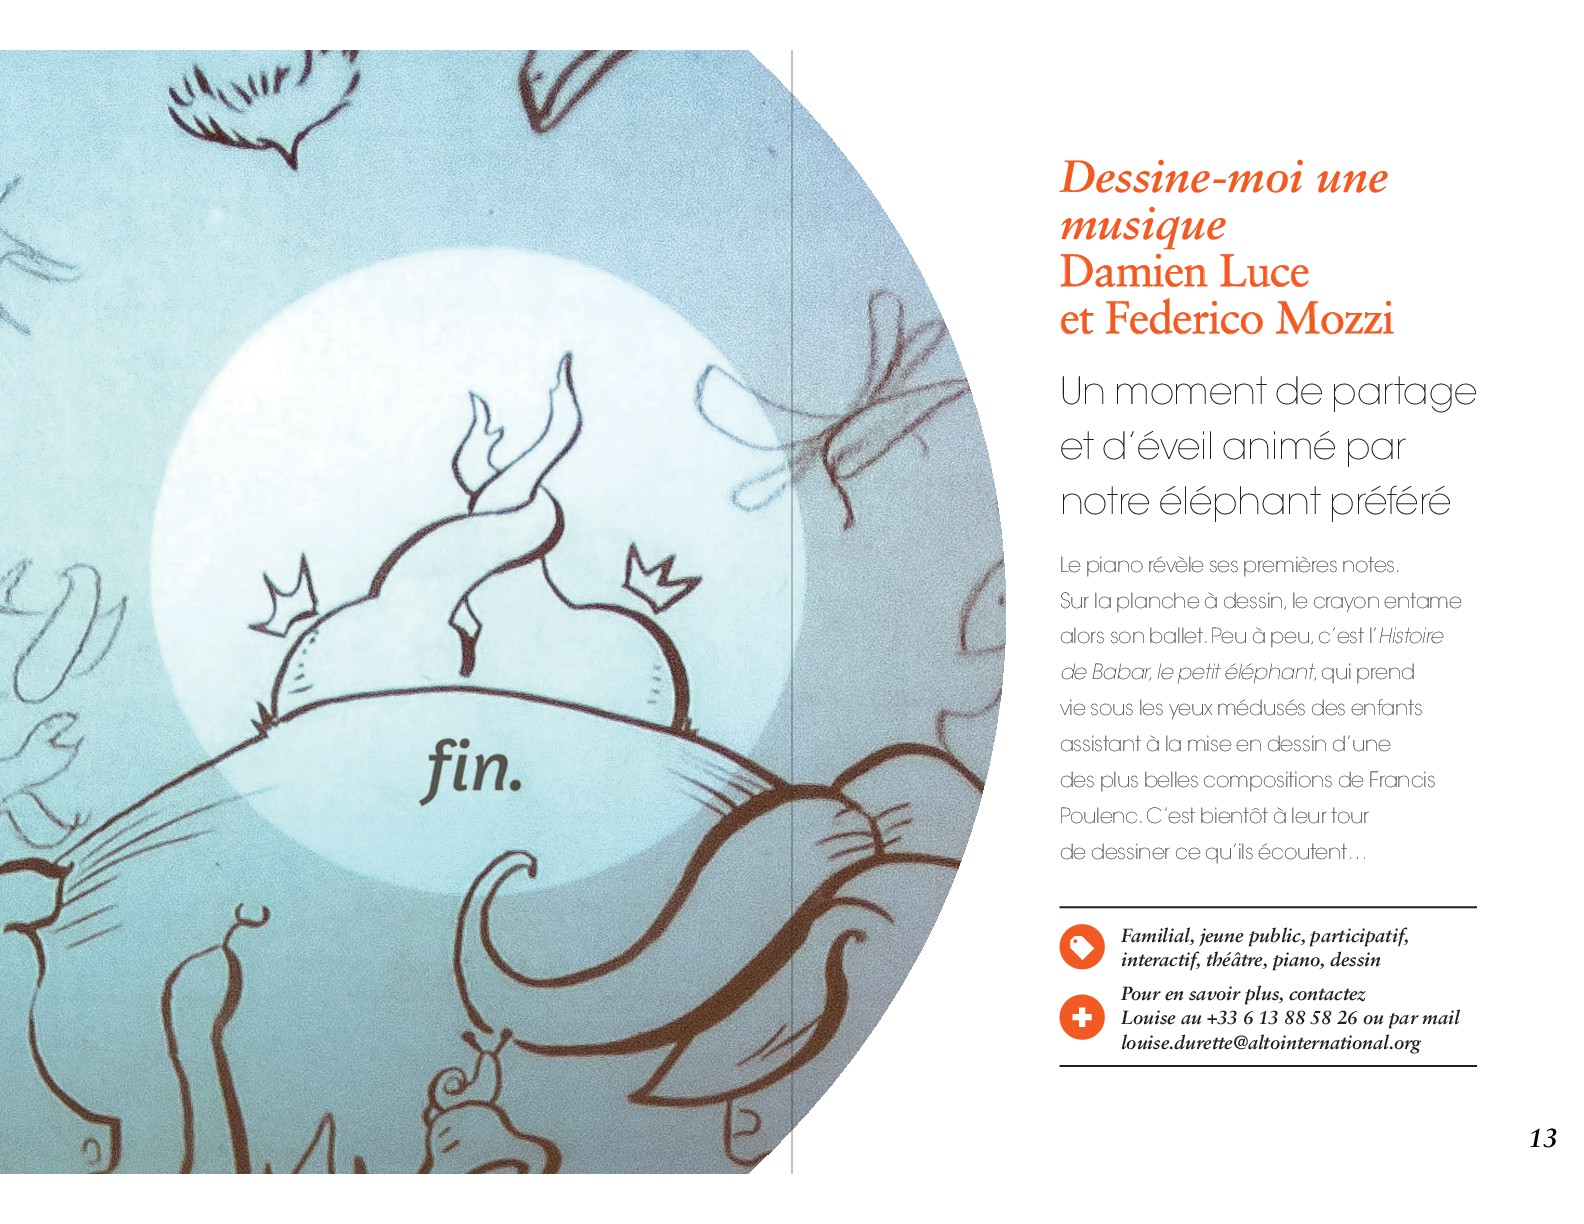 fin.
Dessine-moi une
musique
Damien Luce
et Federico Mozzi
Un moment de partage
et d'éveil animé par
notre éléphant préféré
Le piano révèle ses premières notes.
Sur la planche à dessin, le crayon entame
alors son ballet. Peu à peu, c'est l'Histoire
de Babar, le petit éléphant, qui prend
vie sous les yeux médusés des enfants
assistant à la mise en dessin d'une
des plus belles compositions de Francis
Poulenc. C'est bientôt à leur tour
de dessiner ce qu'ils écoutent…
Familial, jeune public, participatif,
interactif, théâtre, piano, dessin
Pour en savoir plus, contactez
Louise au +33 6 13 88 58 26 ou par mail
louise.durette@altointernational.org
13